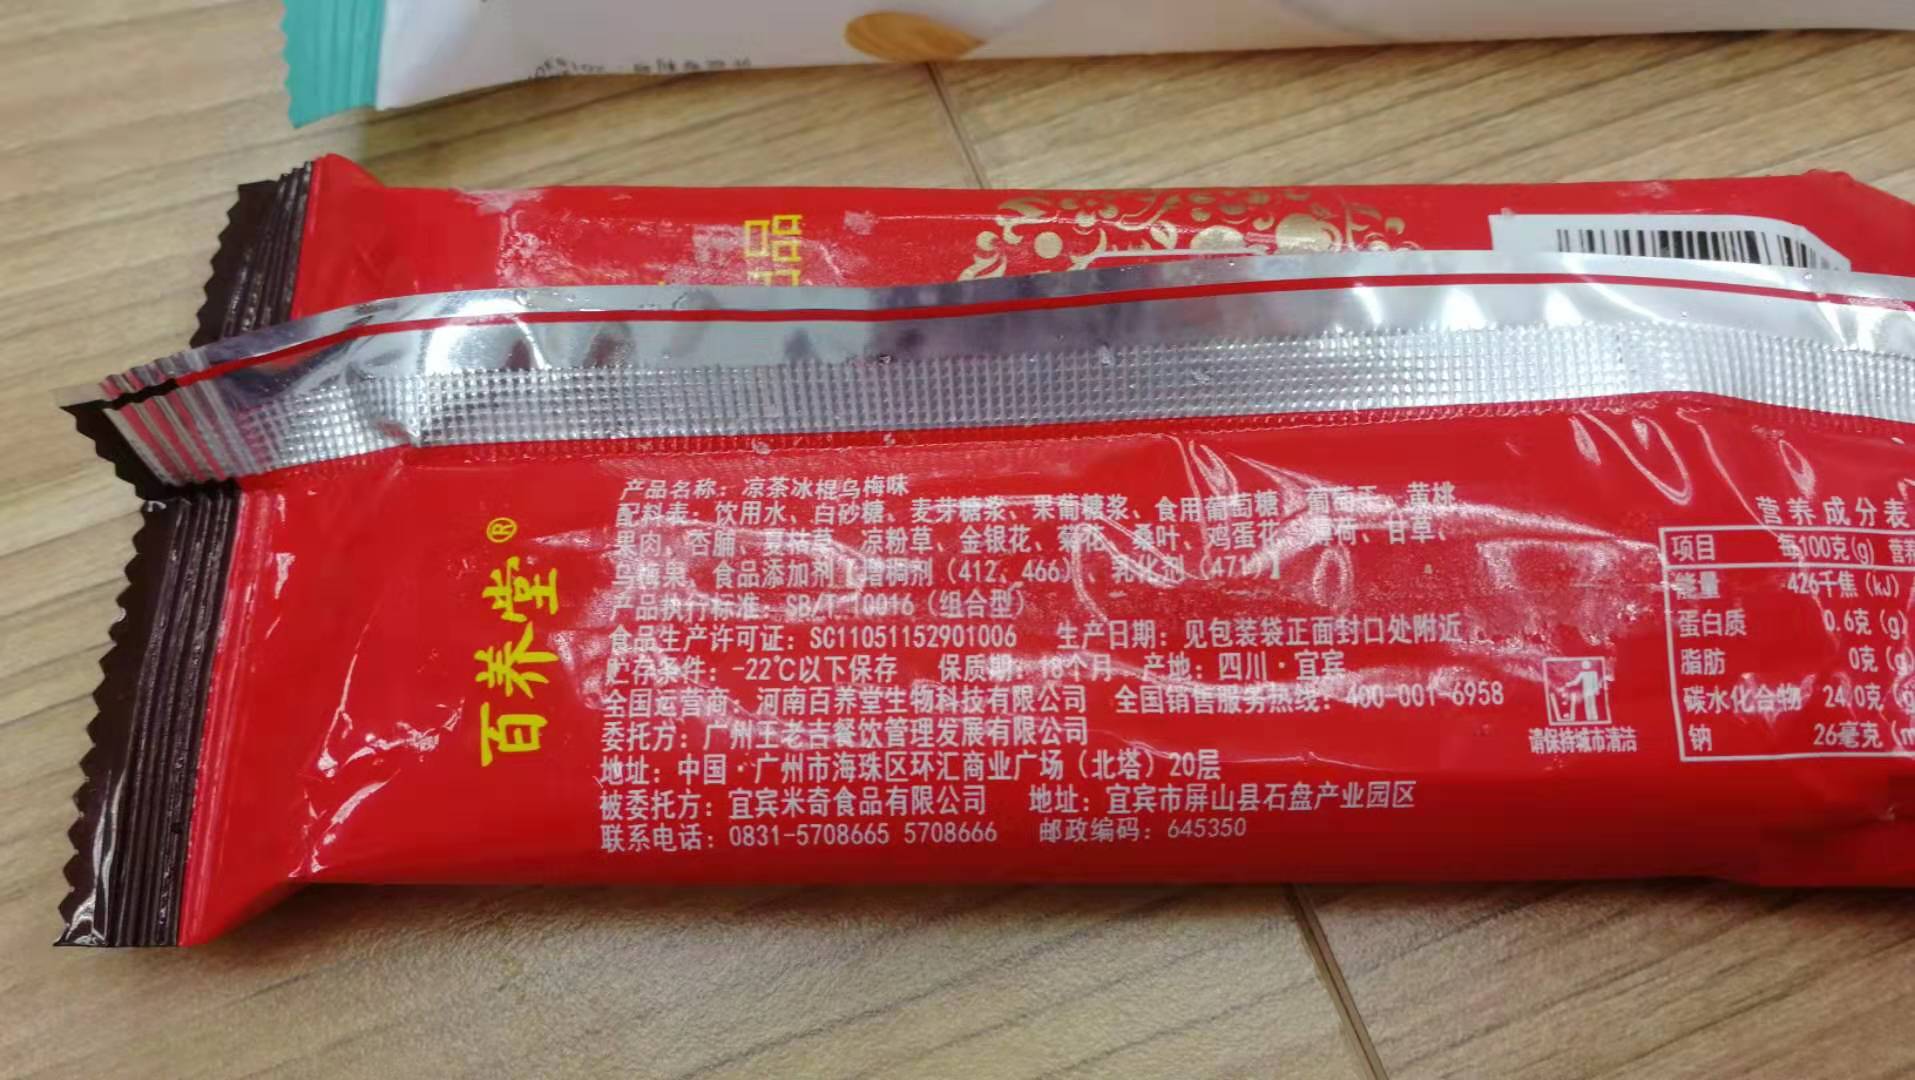 品
百养堂®
产品名称：凉茶冰棍乌梅味
配料表：饮用水、白砂糖、麦芽糖浆、果葡糖浆、食用葡萄糖、葡萄干、黄桃
果肉、杏脯、夏枯草、凉粉草、金银花、菊花、桑叶、鸡蛋花、薄荷、甘草、
乌梅果、食品添加剂【增稠剂（412、466）、乳化剂（471）】
产品执行标准：SB/T 10016（组合型）
食品生产许可证：SC11051152901006 生产日期：见包装袋正面封口处附近
贮存条件：-22℃以下保存 保质期：18个月 产地：四川·宜宾
全国运营商：河南百养堂生物科技有限公司 全国销售服务热线：400-001-6958
委托方：广州王老吉餐饮管理发展有限公司
地址：中国·广州市海珠区环汇商业广场（北塔）20层
被委托方：宜宾米奇食品有限公司 地址：宜宾市屏山县石盘产业园区
联系电话：0831-5708665 5708666 邮政编码：645350
请保持城市清洁
营养成分表
项目 每100克(g)
能量 426千焦(kJ)
蛋白质 0.6克(g)
脂肪 0克
碳水化合物 24.0克
钠 26毫克